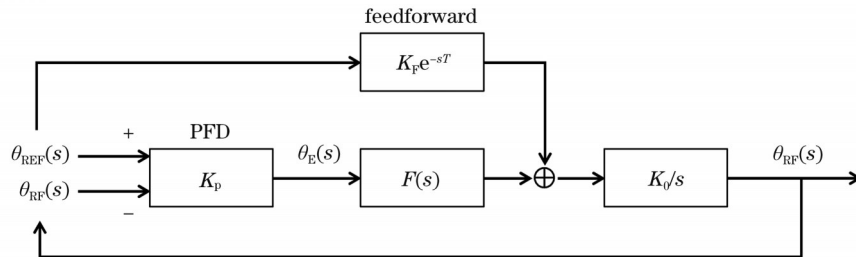 feedforward
K_F e^{-sT}
+
PFD
θ_REF(s)
θ_E(s)
θ_RF(s)
K_p
F(s)
K_0/s
θ_RF(s)
−